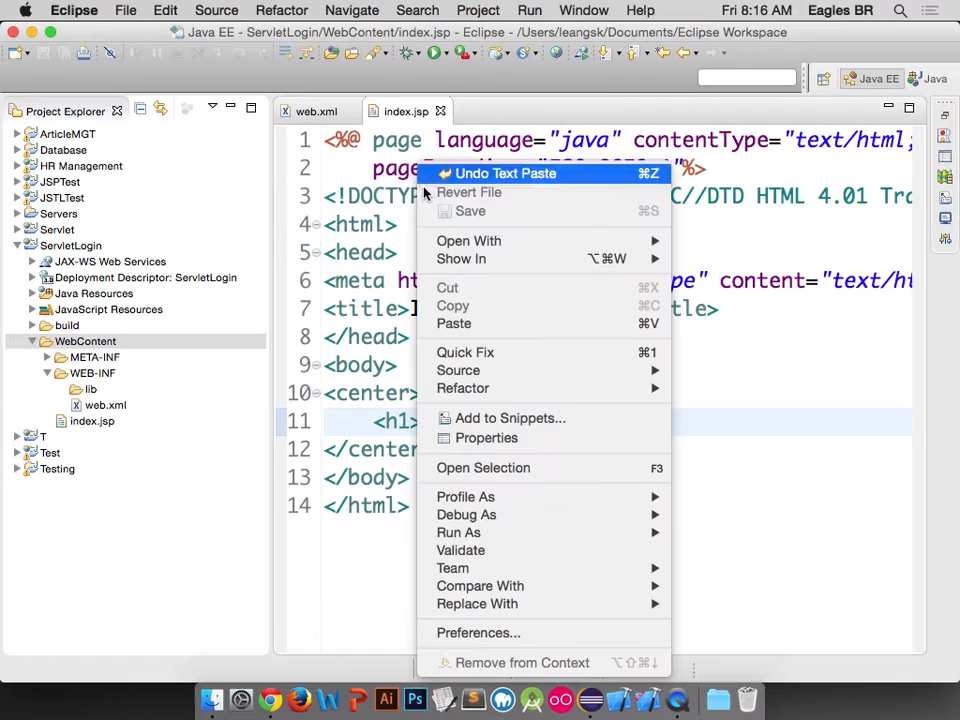 Eclipse File Edit Source Refactor Navigate Search Project Run Window Help Fri 8:16 AM Eagles BR
Java EE - ServletLogin/WebContent/index.jsp - Eclipse - /Users/leangsk/Documents/Eclipse Workspace
Java EE Java
Project Explorer
ArticleMGT
Database
HR Management
JSPTest
JSTLTest
Servers
Servlet
ServletLogin
JAX-WS Web Services
Deployment Descriptor: ServletLogin
Java Resources
JavaScript Resources
build
WebContent
META-INF
WEB-INF
lib
web.xml
index.jsp
T
Test
Testing
web.xml index.jsp
1 <%@ page language="java" contentType="text/html;
2 "%>
3 <!DOCTYP C//DTD HTML 4.01 Tra
4 <html>
5 <head>
6 <meta ht pe" content="text/ht
7 <title> tle>
8 </head>
9 <body>
10 <center>
11 <h1>
12 </center
13 </body>
14 </html>
Undo Text Paste ⌘Z
Revert File
Save ⌘S
Open With
Show In ⌥⌘W
Cut ⌘X
Copy ⌘C
Paste ⌘V
Quick Fix ⌘1
Source
Refactor
Add to Snippets...
Properties
Open Selection F3
Profile As
Debug As
Run As
Validate
Team
Compare With
Replace With
Preferences...
Remove from Context ⌥⇧⌘↓